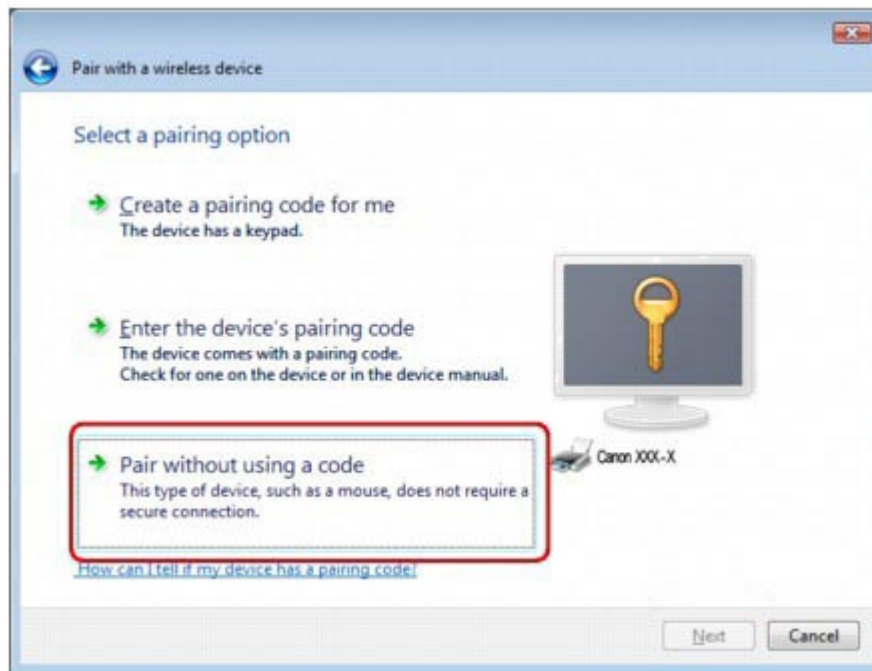 Pair with a wireless device
Select a pairing option
Create a pairing code for me
The device has a keypad.
Enter the device's pairing code
The device comes with a pairing code.
Check for one on the device or in the device manual.
Canon XXX-X
Pair without using a code
This type of device, such as a mouse, does not require a
secure connection.
How can I tell if my device has a pairing code?
Next
Cancel